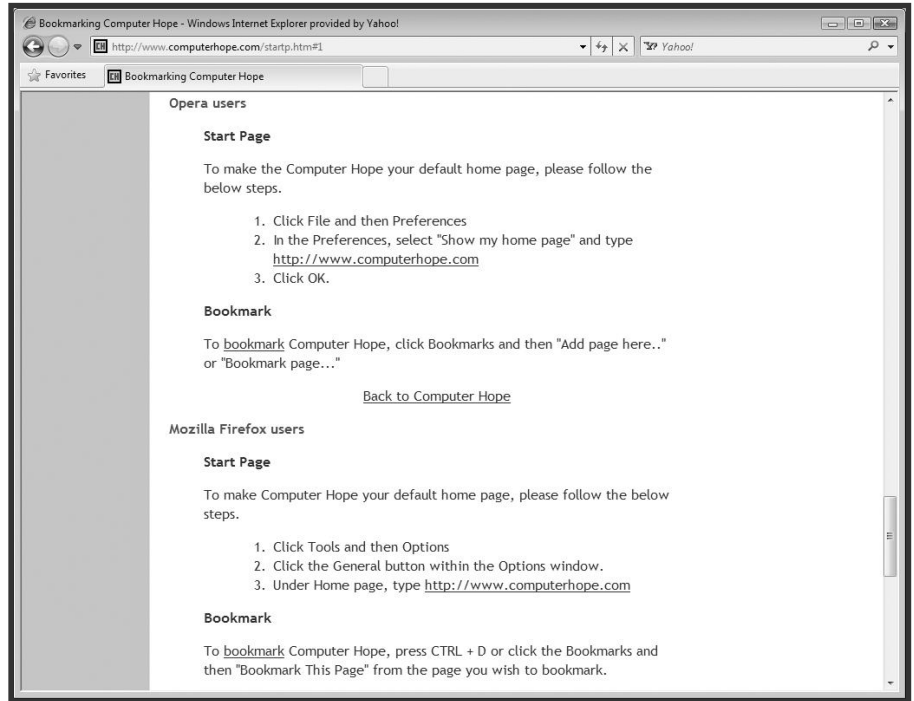 Bookmarking Computer Hope - Windows Internet Explorer provided by Yahoo!
http://www.computerhope.com/startp.htm#1
Yahoo!
Favorites
Bookmarking Computer Hope
Opera users
Start Page
To make the Computer Hope your default home page, please follow the
below steps.
1. Click File and then Preferences
2. In the Preferences, select "Show my home page" and type
http://www.computerhope.com
3. Click OK.
Bookmark
To bookmark Computer Hope, click Bookmarks and then "Add page here.."
or "Bookmark page..."
Back to Computer Hope
Mozilla Firefox users
Start Page
To make Computer Hope your default home page, please follow the below
steps.
1. Click Tools and then Options
2. Click the General button within the Options window.
3. Under Home page, type http://www.computerhope.com
Bookmark
To bookmark Computer Hope, press CTRL + D or click the Bookmarks and
then "Bookmark This Page" from the page you wish to bookmark.